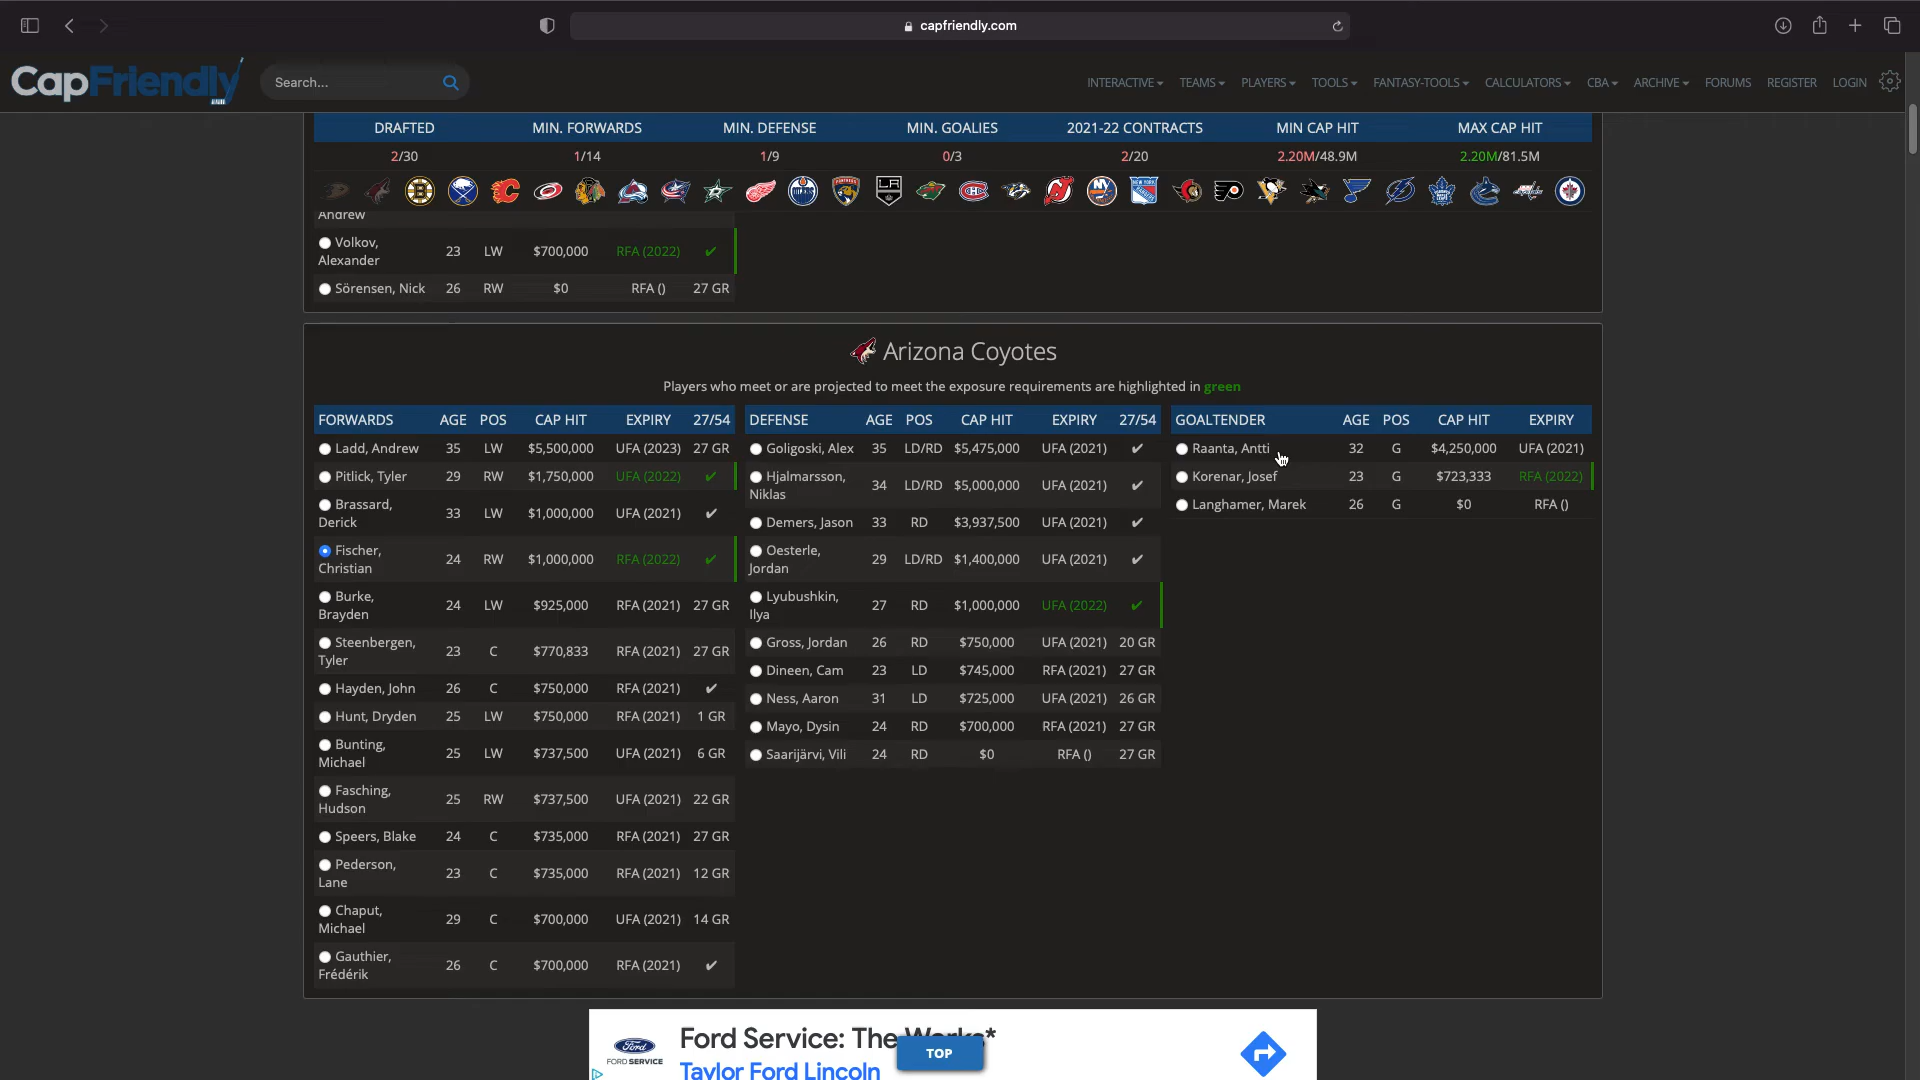 capfriendly.com
CapFriendly
Search...
INTERACTIVE TEAMS PLAYERS TOOLS FANTASY-TOOLS CALCULATORS CBA ARCHIVE FORUMS REGISTER LOGIN
DRAFTED MIN. FORWARDS MIN. DEFENSE MIN. GOALIES 2021-22 CONTRACTS MIN CAP HIT MAX CAP HIT
2/30 1/14 1/9 0/3 2/20 2.20M/48.9M 2.20M/81.5M
Andrew
Volkov, Alexander 23 LW $700,000 RFA (2022) ✔
Sörensen, Nick 26 RW $0 RFA () 27 GR
Arizona Coyotes
Players who meet or are projected to meet the exposure requirements are highlighted in green
FORWARDS AGE POS CAP HIT EXPIRY 27/54
Ladd, Andrew 35 LW $5,500,000 UFA (2023) 27 GR
Pitlick, Tyler 29 RW $1,750,000 UFA (2022) ✔
Brassard, Derick 33 LW $1,000,000 UFA (2021) ✔
Fischer, Christian 24 RW $1,000,000 RFA (2022) ✔
Burke, Brayden 24 LW $925,000 RFA (2021) 27 GR
Steenbergen, Tyler 23 C $770,833 RFA (2021) 27 GR
Hayden, John 26 C $750,000 RFA (2021) ✔
Hunt, Dryden 25 LW $750,000 RFA (2021) 1 GR
Bunting, Michael 25 LW $737,500 UFA (2021) 6 GR
Fasching, Hudson 25 RW $737,500 UFA (2021) 22 GR
Speers, Blake 24 C $735,000 RFA (2021) 27 GR
Pederson, Lane 23 C $735,000 RFA (2021) 12 GR
Chaput, Michael 29 C $700,000 UFA (2021) 14 GR
Gauthier, Frédérik 26 C $700,000 RFA (2021) ✔
DEFENSE AGE POS CAP HIT EXPIRY 27/54
Goligoski, Alex 35 LD/RD $5,475,000 UFA (2021) ✔
Hjalmarsson, Niklas 34 LD/RD $5,000,000 UFA (2021) ✔
Demers, Jason 33 RD $3,937,500 UFA (2021) ✔
Oesterle, Jordan 29 LD/RD $1,400,000 UFA (2021) ✔
Lyubushkin, Ilya 27 RD $1,000,000 UFA (2022) ✔
Gross, Jordan 26 RD $750,000 UFA (2021) 20 GR
Dineen, Cam 23 LD $745,000 RFA (2021) 27 GR
Ness, Aaron 31 LD $725,000 UFA (2021) 26 GR
Mayo, Dysin 24 RD $700,000 RFA (2021) 27 GR
Saarijärvi, Vili 24 RD $0 RFA () 27 GR
GOALTENDER AGE POS CAP HIT EXPIRY
Raanta, Antti 32 G $4,250,000 UFA (2021)
Korenar, Josef 23 G $723,333 RFA (2022)
Langhamer, Marek 26 G $0 RFA ()
Ford Service: The Works*
Taylor Ford Lincoln
Ford
FORD SERVICE
TOP